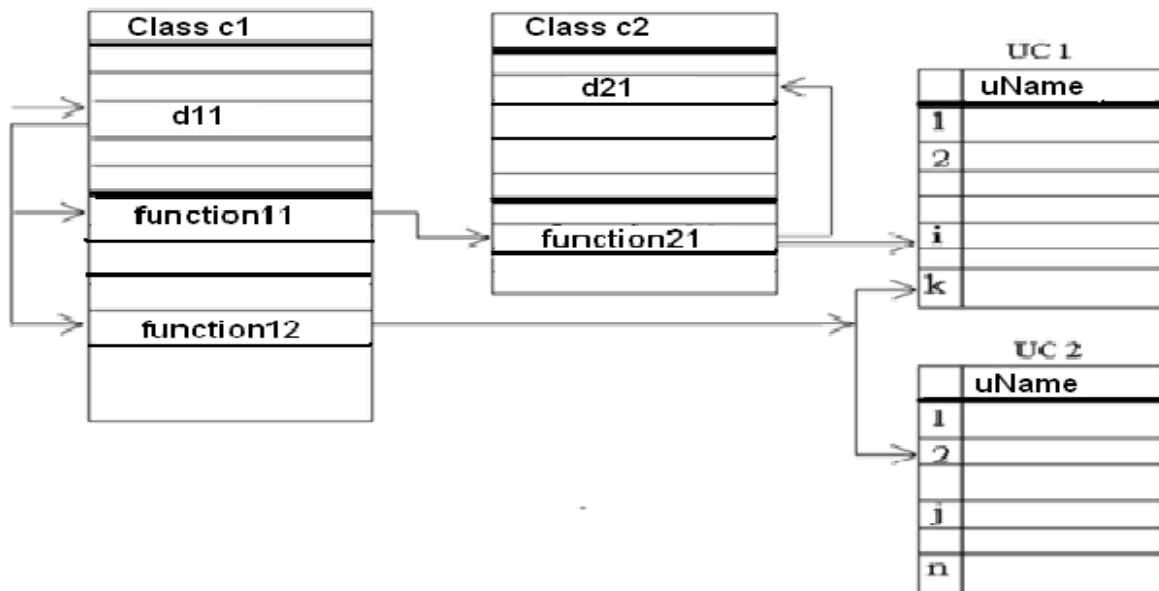 Class c1
d11
function11
function12
Class c2
d21
function21
UC 1
uName
1
2
i
k
UC 2
uName
1
2
j
n